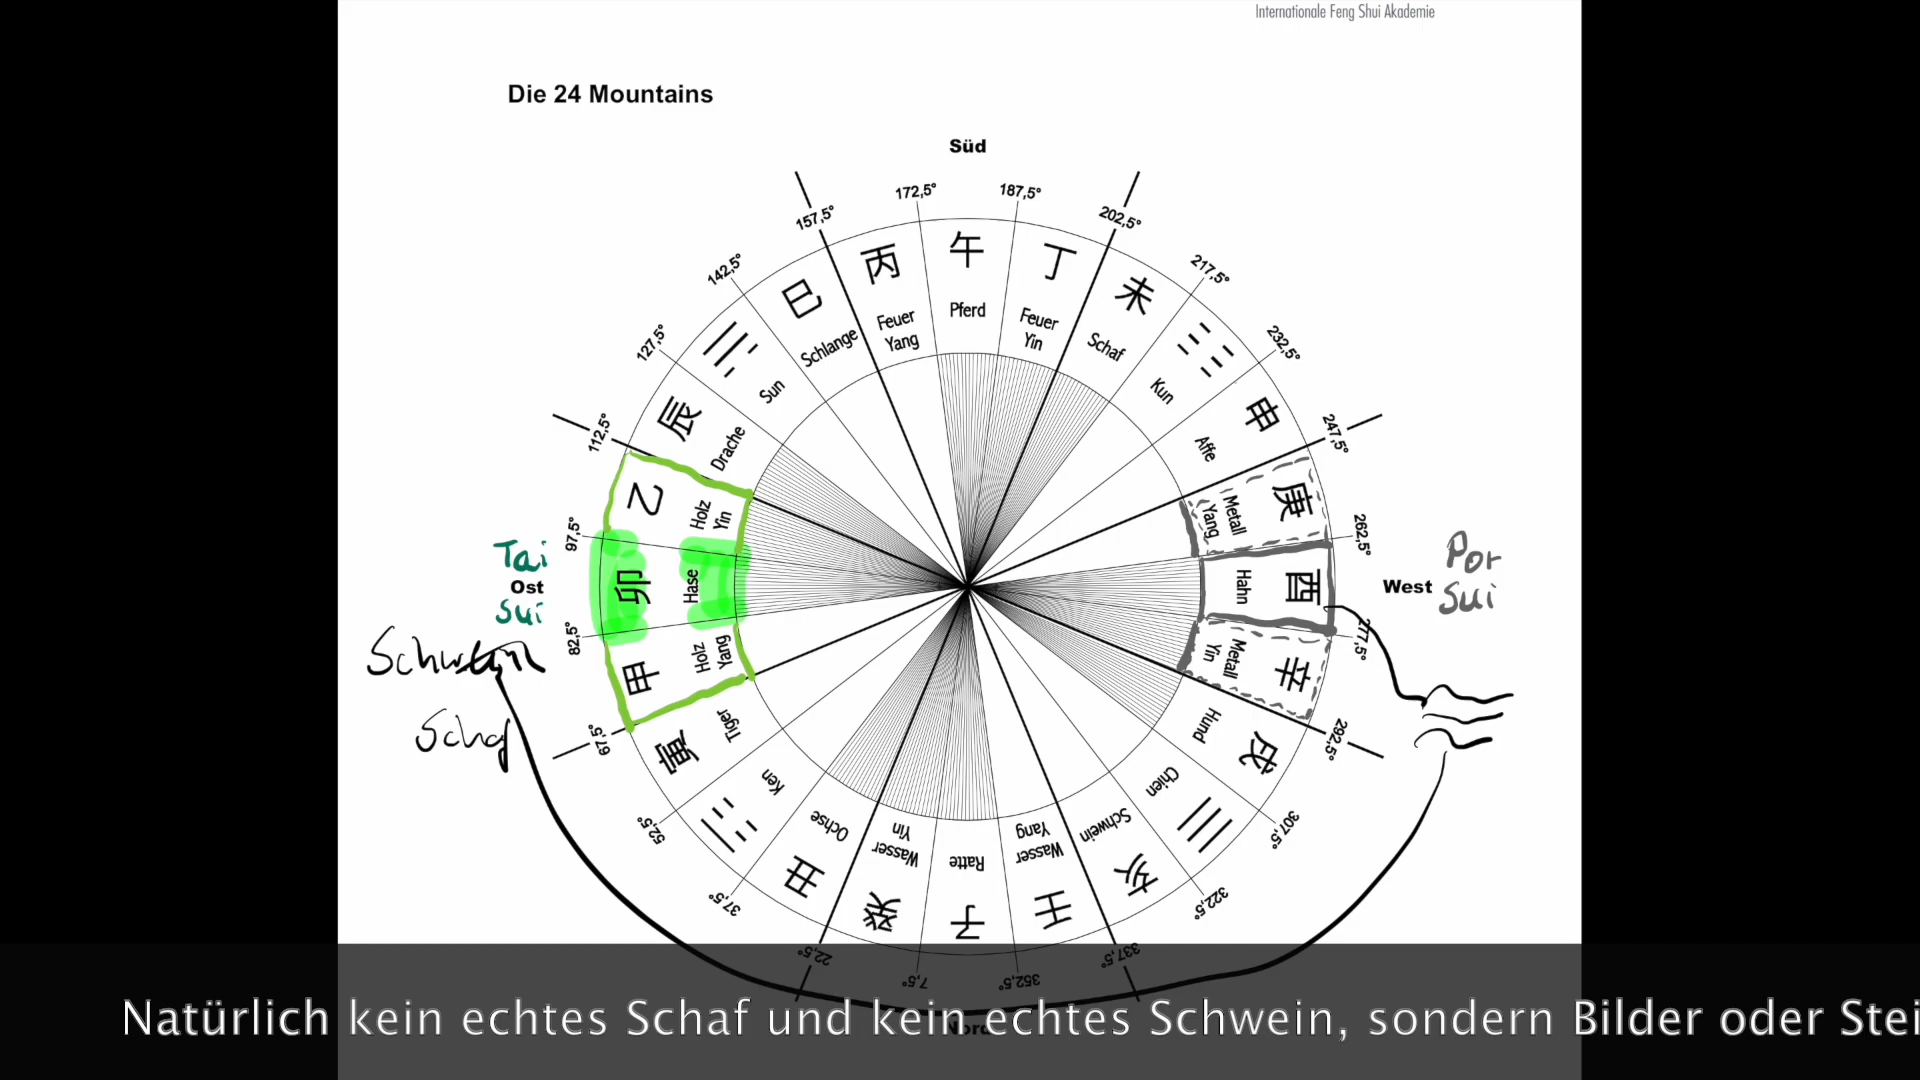 Internationale Feng Shui Akademie
Die 24 Mountains
Süd
172,5°
187,5°
157,5°
202,5°
142,5°
217,5°
127,5°
232,5°
112,5°
247,5°
97,5°
262,5°
82,5°
277,5°
67,5°
292,5°
52,5°
307,5°
37,5°
322,5°
22,5°
337,5°
7,5°
352,5°
午
Pferd
丁
Feuer
Yin
未
Schaf
Kun
申
Affe
庚
Metall
Yang
酉
Hahn
辛
Metall
Yin
戌
Hund
Chien
亥
Schwein
壬
Wasser
Yang
子
Ratte
癸
Wasser
Yin
丑
Ochse
Ken
寅
Tiger
甲
Holz
Yang
卯
Hase
乙
Holz
Yin
辰
Drache
Sun
巳
Schlange
丙
Feuer
Yang
Tai
Ost
Sui
Schwein
Schaf
West
Por
Sui
Nord
Natürlich kein echtes Schaf und kein echtes Schwein, sondern Bilder oder Stei